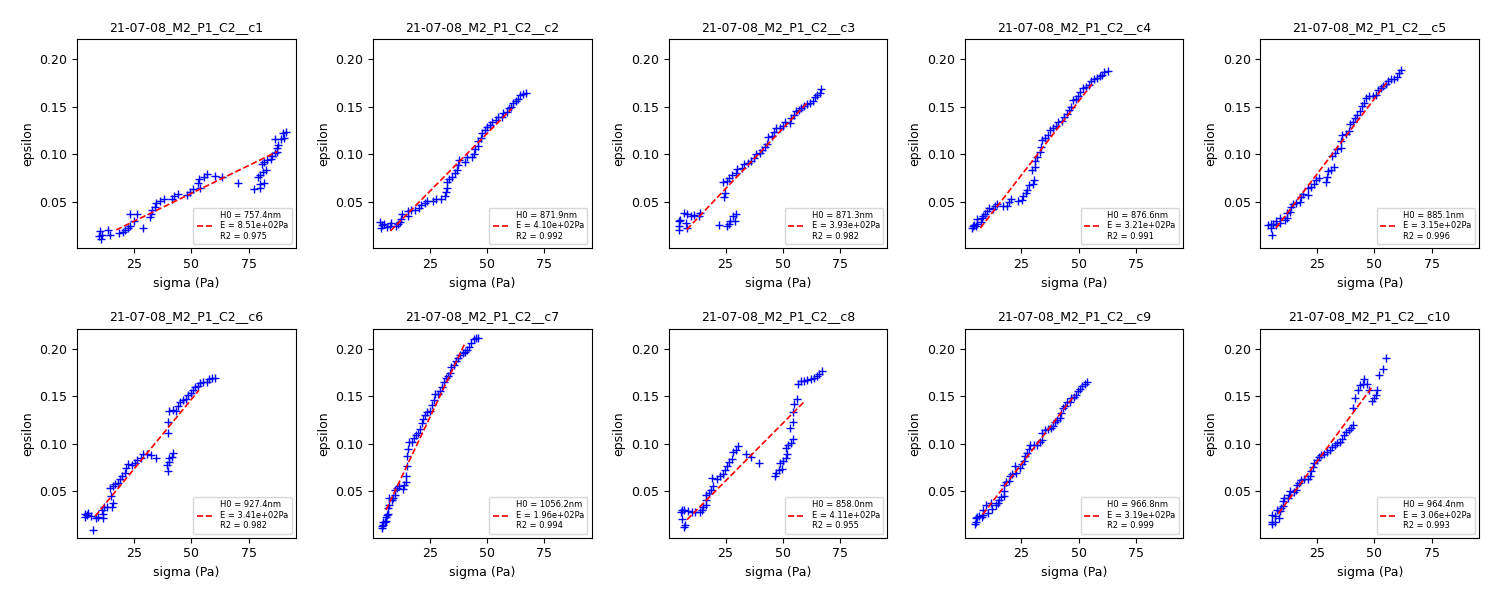 21-07-08_M2_P1_C2__c1
21-07-08_M2_P1_C2__c2
21-07-08_M2_P1_C2__c3
21-07-08_M2_P1_C2__c4
21-07-08_M2_P1_C2__c5
0.20
0.15
0.10
0.05
epsilon
25
50
75
sigma (Pa)
H0 = 757.4nm
E = 8.51e+02Pa
R2 = 0.975
0.20
0.15
0.10
0.05
epsilon
25
50
75
sigma (Pa)
H0 = 871.9nm
E = 4.10e+02Pa
R2 = 0.992
0.20
0.15
0.10
0.05
epsilon
25
50
75
sigma (Pa)
H0 = 871.3nm
E = 3.93e+02Pa
R2 = 0.982
0.20
0.15
0.10
0.05
epsilon
25
50
75
sigma (Pa)
H0 = 876.6nm
E = 3.21e+02Pa
R2 = 0.991
0.20
0.15
0.10
0.05
epsilon
25
50
75
sigma (Pa)
H0 = 885.1nm
E = 3.15e+02Pa
R2 = 0.996
21-07-08_M2_P1_C2__c6
21-07-08_M2_P1_C2__c7
21-07-08_M2_P1_C2__c8
21-07-08_M2_P1_C2__c9
21-07-08_M2_P1_C2__c10
0.20
0.15
0.10
0.05
epsilon
25
50
75
sigma (Pa)
H0 = 927.4nm
E = 3.41e+02Pa
R2 = 0.982
0.20
0.15
0.10
0.05
epsilon
25
50
75
sigma (Pa)
H0 = 1056.2nm
E = 1.96e+02Pa
R2 = 0.994
0.20
0.15
0.10
0.05
epsilon
25
50
75
sigma (Pa)
H0 = 858.0nm
E = 4.11e+02Pa
R2 = 0.955
0.20
0.15
0.10
0.05
epsilon
25
50
75
sigma (Pa)
H0 = 966.8nm
E = 3.19e+02Pa
R2 = 0.999
0.20
0.15
0.10
0.05
epsilon
25
50
75
sigma (Pa)
H0 = 964.4nm
E = 3.06e+02Pa
R2 = 0.993